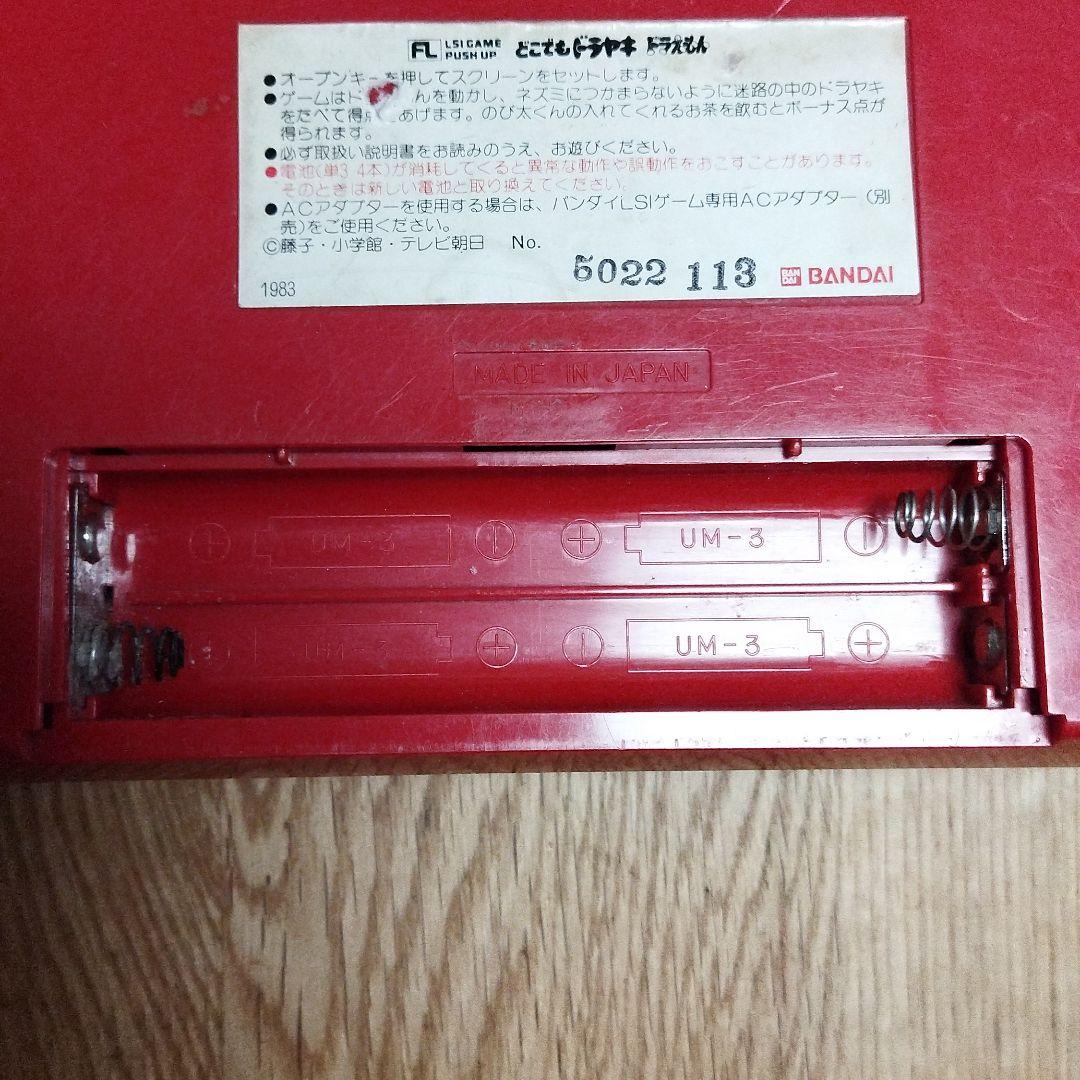 FL LSI GAME PUSH UP どこでもドラヤキ ドラえもん
●オープンキーを押してスクリーンをセットします。
●ゲームはド んを動かし、ネズミにつかまらないように迷路の中のドラヤキ
をたべて得点 あげます。のび太くんの入れてくれるお茶を飲むとボーナス点が
得られます。
●必ず取扱い説明書をお読みのうえ、お遊びください。
●電池(単3 4本)が消耗してくると異常な動作や誤動作をおこすことがあります。
そのときは新しい電池と取り換えてください。
●ACアダプターを使用する場合は、バンダイLSIゲーム専用ACアダプター(別
売)をご使用ください。
©藤子・小学館・テレビ朝日 No.
5022 113
1983 BAN DAI BANDAI
MADE IN JAPAN
+ UM-3 - + UM-3 -
- UM-3 + - UM-3 +